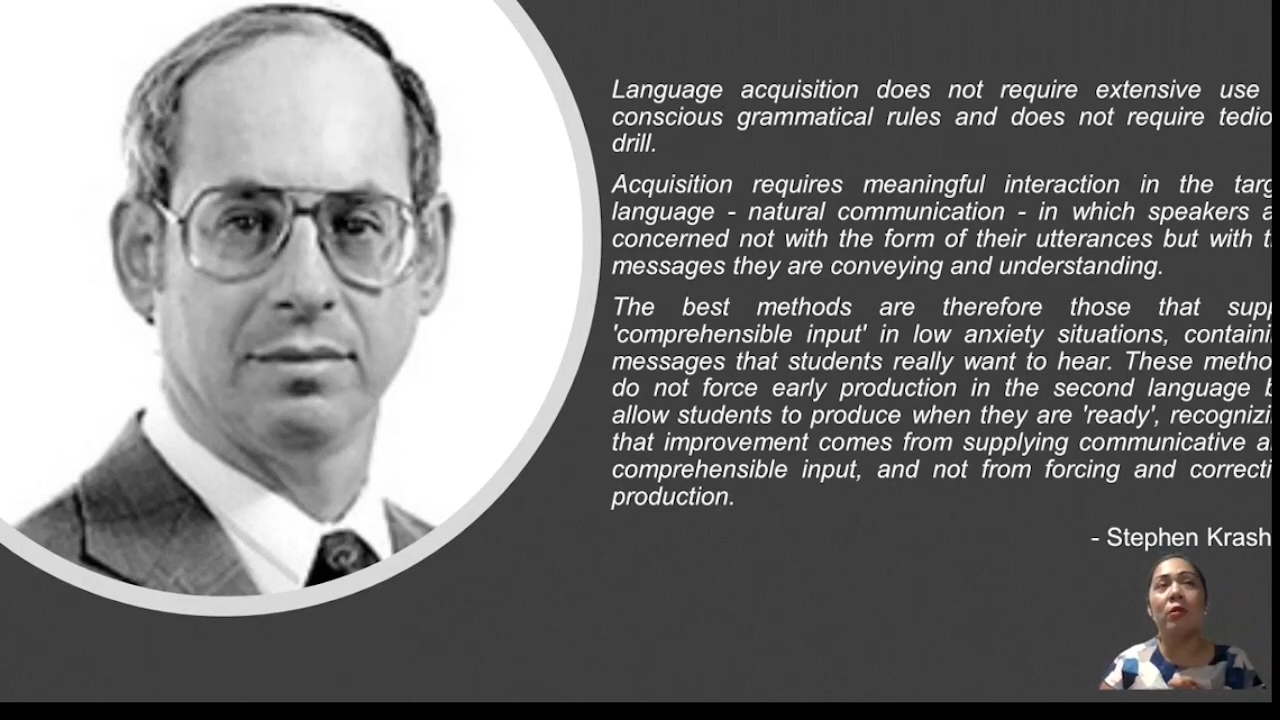 Language acquisition does not require extensive use
conscious grammatical rules and does not require tedio
drill.
Acquisition requires meaningful interaction in the targ
language - natural communication - in which speakers a
concerned not with the form of their utterances but with t
messages they are conveying and understanding.
The best methods are therefore those that supp
'comprehensible input' in low anxiety situations, containi
messages that students really want to hear. These metho
do not force early production in the second language b
allow students to produce when they are 'ready', recognizi
that improvement comes from supplying communicative a
comprehensible input, and not from forcing and correcti
production.
- Stephen Krash